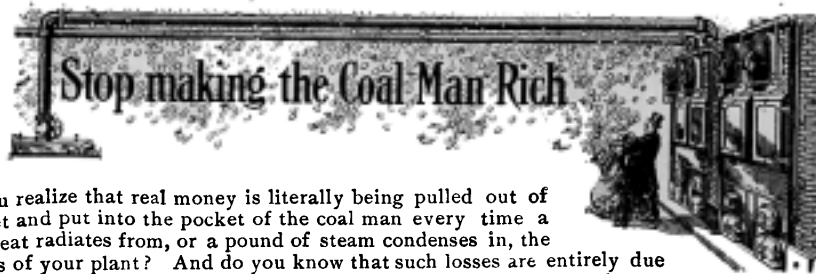 Stop making the Coal Man Rich
realize that real money is literally being pulled out of
and put into the pocket of the coal man every time a
radiates from, or a pound of steam condenses in, the
of your plant? And do you know that such losses are entirely due